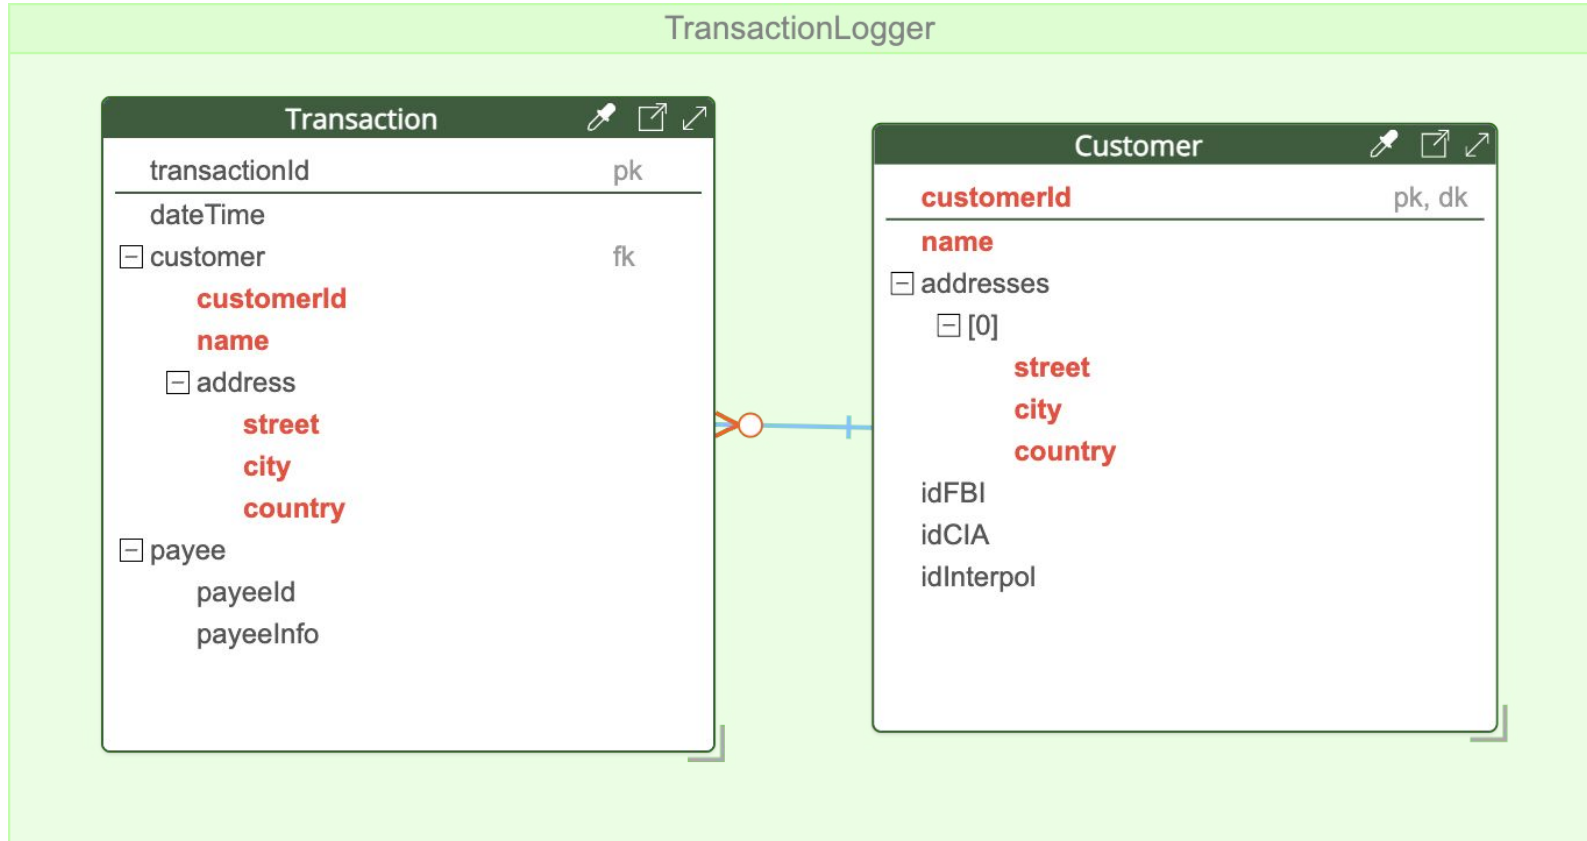 TransactionLogger
Transaction
transactionId pk
dateTime
customer fk
customerId
name
address
street
city
country
payee
payeeId
payeeInfo
Customer
customerId pk, dk
name
addresses
[0]
street
city
country
idFBI
idCIA
idInterpol